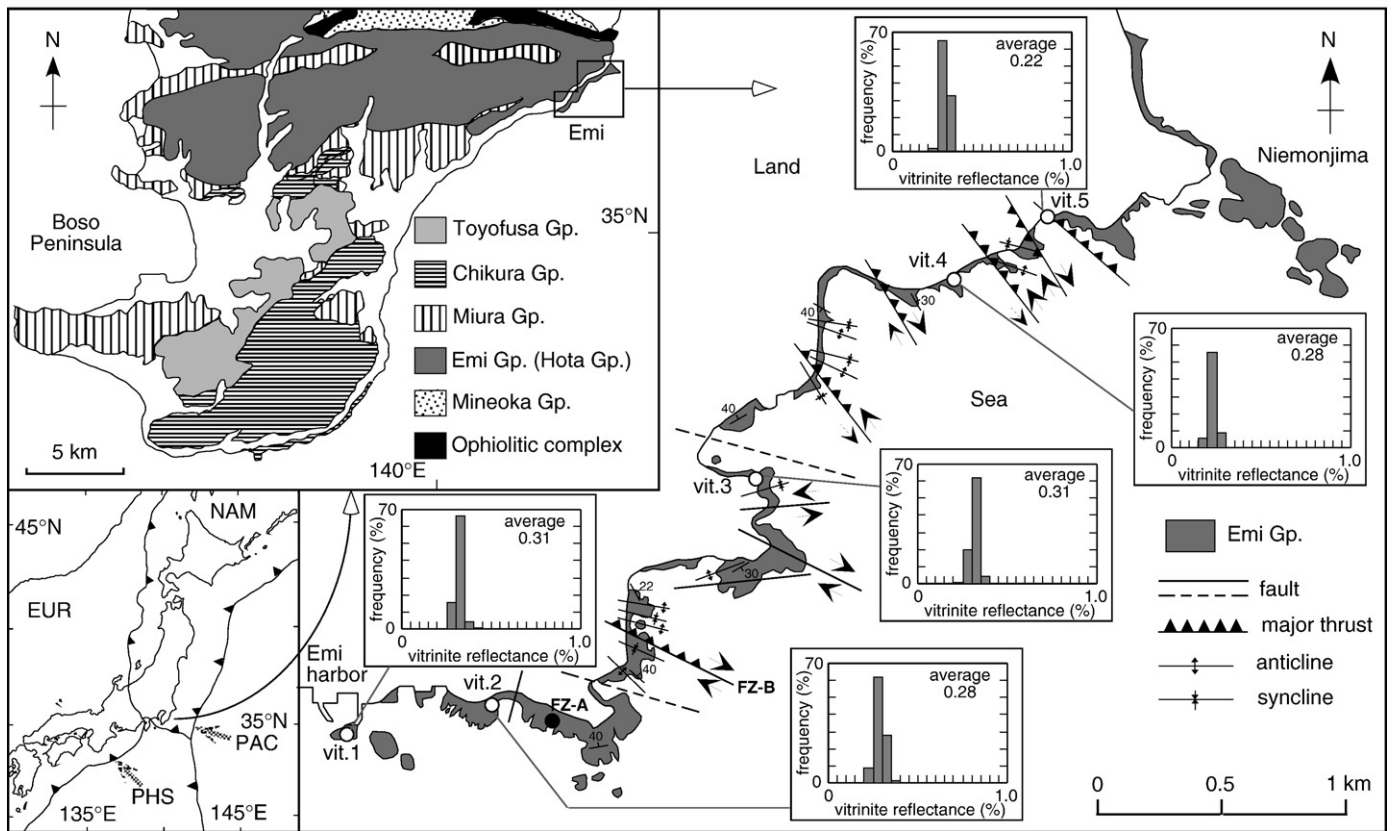 N
Emi
Boso
Peninsula
35°N
Toyofusa Gp.
Chikura Gp.
Miura Gp.
Emi Gp. (Hota Gp.)
Mineoka Gp.
Ophiolitic complex
5 km
140°E
45°N
NAM
EUR
35°N
PAC
PHS
135°E
145°E
70
frequency (%)
average
0.22
0
0
1.0
vitrinite reflectance (%)
N
Land
Niemonjima
vit.5
vit.4
30
40
70
frequency (%)
average
0.28
0
0
1.0
vitrinite reflectance (%)
Sea
40
vit.3
70
frequency (%)
average
0.31
0
0
1.0
vitrinite reflectance (%)
30
70
frequency (%)
average
0.31
0
0
1.0
vitrinite reflectance (%)
22
40
FZ-B
Emi
harbor
vit.2
FZ-A
vit.1
40
70
frequency (%)
average
0.28
0
0
1.0
vitrinite reflectance (%)
Emi Gp.
fault
major thrust
anticline
syncline
0
0.5
1 km